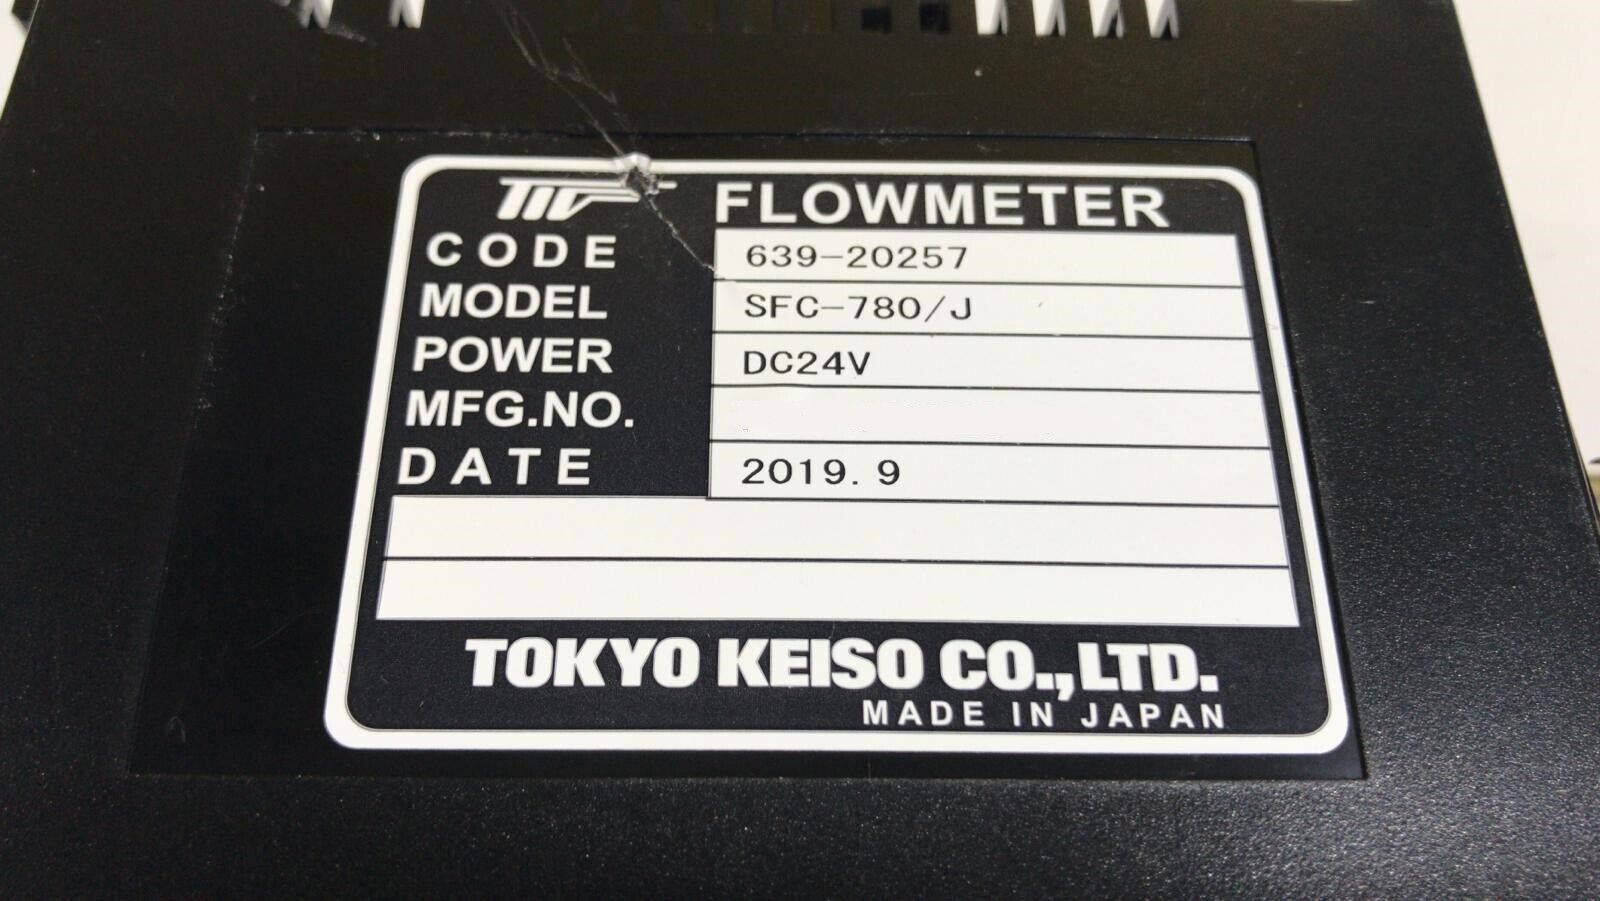 FLOWMETER
CODE 639-20257
MODEL SFC-780/J
POWER DC24V
MFG.NO.
DATE 2019. 9
TOKYO KEISO CO.,LTD.
MADE IN JAPAN